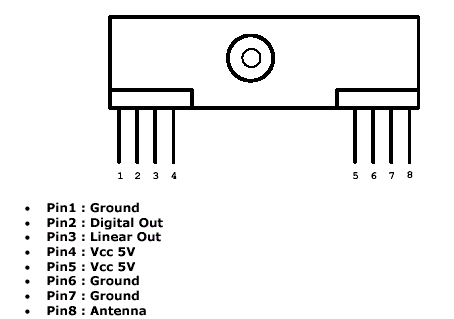 1 2 3 4 5 6 7 8
• Pin1 : Ground
• Pin2 : Digital Out
• Pin3 : Linear Out
• Pin4 : Vcc 5V
• Pin5 : Vcc 5V
• Pin6 : Ground
• Pin7 : Ground
• Pin8 : Antenna